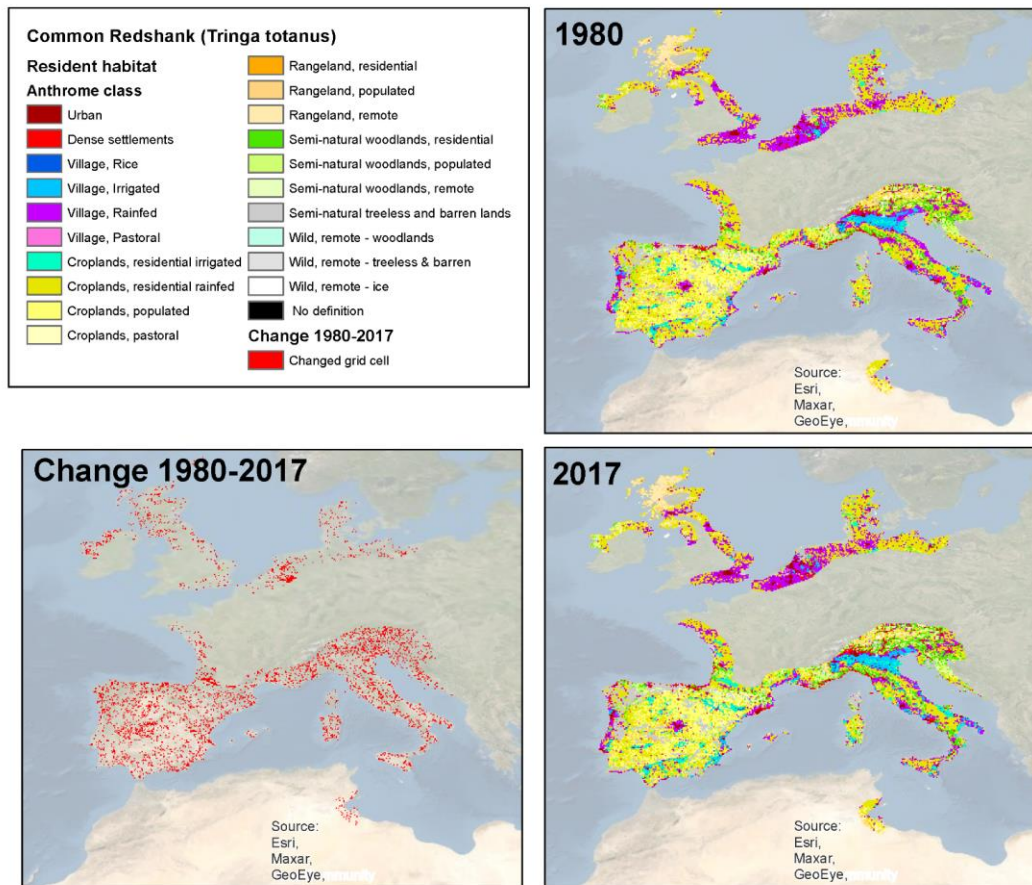 Common Redshank (Tringa totanus)
Resident habitat
Anthrome class
Urban
Dense settlements
Village, Rice
Village, Irrigated
Village, Rainfed
Village, Pastoral
Croplands, residential irrigated
Croplands, residential rainfed
Croplands, populated
Croplands, pastoral
Rangeland, residential
Rangeland, populated
Rangeland, remote
Semi-natural woodlands, residential
Semi-natural woodlands, populated
Semi-natural woodlands, remote
Semi-natural treeless and barren lands
Wild, remote - woodlands
Wild, remote - treeless & barren
Wild, remote - ice
No definition
Change 1980-2017
Changed grid cell
1980
Source:
Esri,
Maxar,
GeoEye,
Change 1980-2017
Source:
Esri,
Maxar,
GeoEye,
2017
Source:
Esri,
Maxar,
GeoEye,